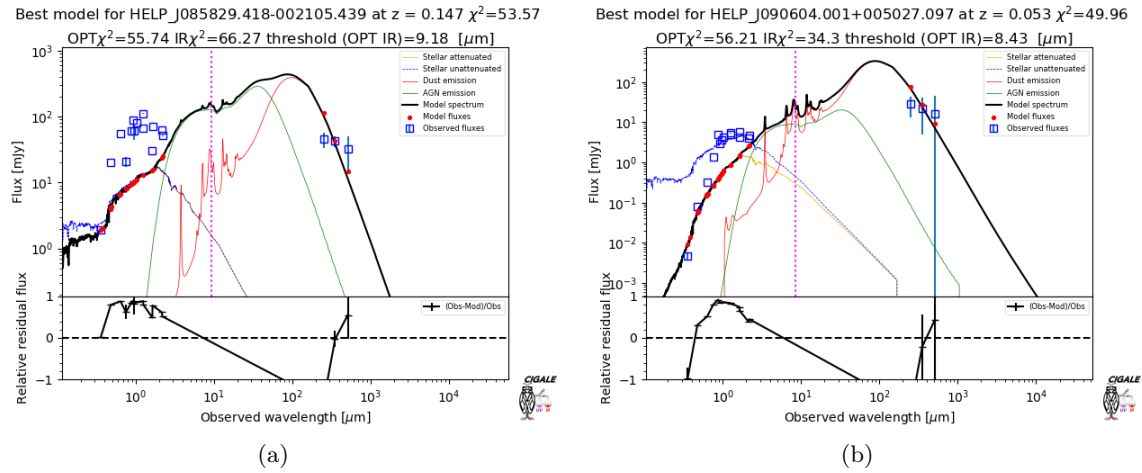 Best model for HELP_J085829.418-002105.439 at z = 0.147 χ²=53.57
OPTχ²=55.74 IRχ²=66.27 threshold (OPT IR)=9.18 [μm]
10³
10²
10¹
10⁰
Flux [mJy]
Stellar attenuated
Stellar unattenuated
Dust emission
AGN emission
Model spectrum
Model fluxes
Observed fluxes
1
0
−1
Relative residual flux
(Obs-Mod)/Obs
10⁰ 10¹ 10² 10³ 10⁴
Observed wavelength [μm]
CIGALE
(a)
Best model for HELP_J090604.001+005027.097 at z = 0.053 χ²=49.96
OPTχ²=56.21 IRχ²=34.3 threshold (OPT IR)=8.43 [μm]
10²
10¹
10⁰
10⁻¹
10⁻²
10⁻³
Flux [mJy]
Stellar attenuated
Stellar unattenuated
Dust emission
AGN emission
Model spectrum
Model fluxes
Observed fluxes
1
0
−1
Relative residual flux
(Obs-Mod)/Obs
10⁰ 10¹ 10² 10³ 10⁴
Observed wavelength [μm]
CIGALE
(b)